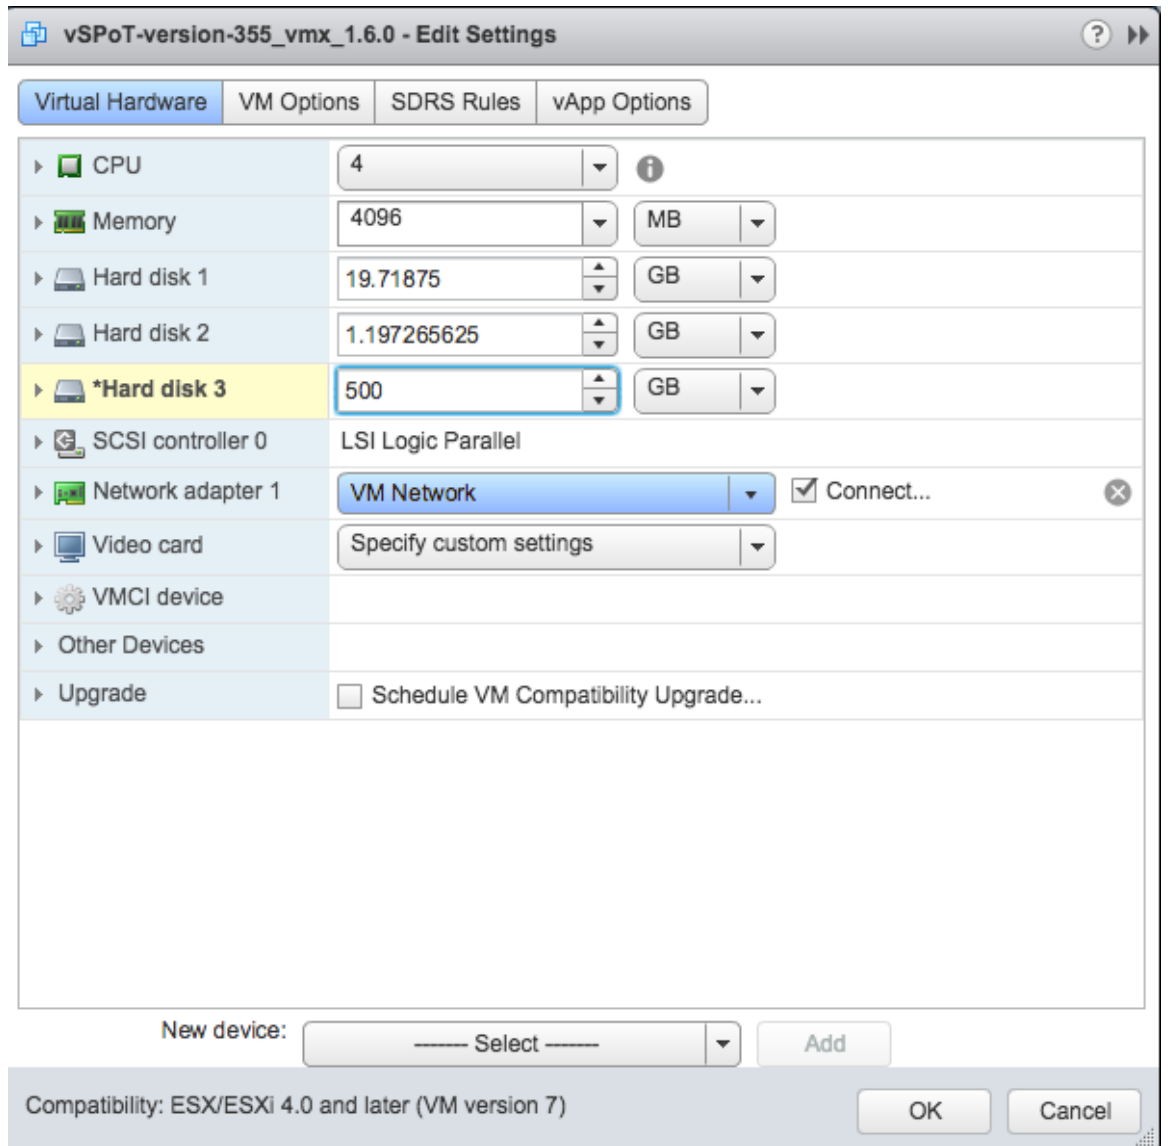 vSPoT-version-355_vmx_1.6.0 - Edit Settings ?
Virtual Hardware VM Options SDRS Rules vApp Options
CPU 4
Memory 4096 MB
Hard disk 1 19.71875 GB
Hard disk 2 1.197265625 GB
*Hard disk 3 500 GB
SCSI controller 0 LSI Logic Parallel
Network adapter 1 VM Network Connect...
Video card Specify custom settings
VMCI device
Other Devices
Upgrade Schedule VM Compatibility Upgrade...
New device: ------- Select ------- Add
Compatibility: ESX/ESXi 4.0 and later (VM version 7) OK Cancel